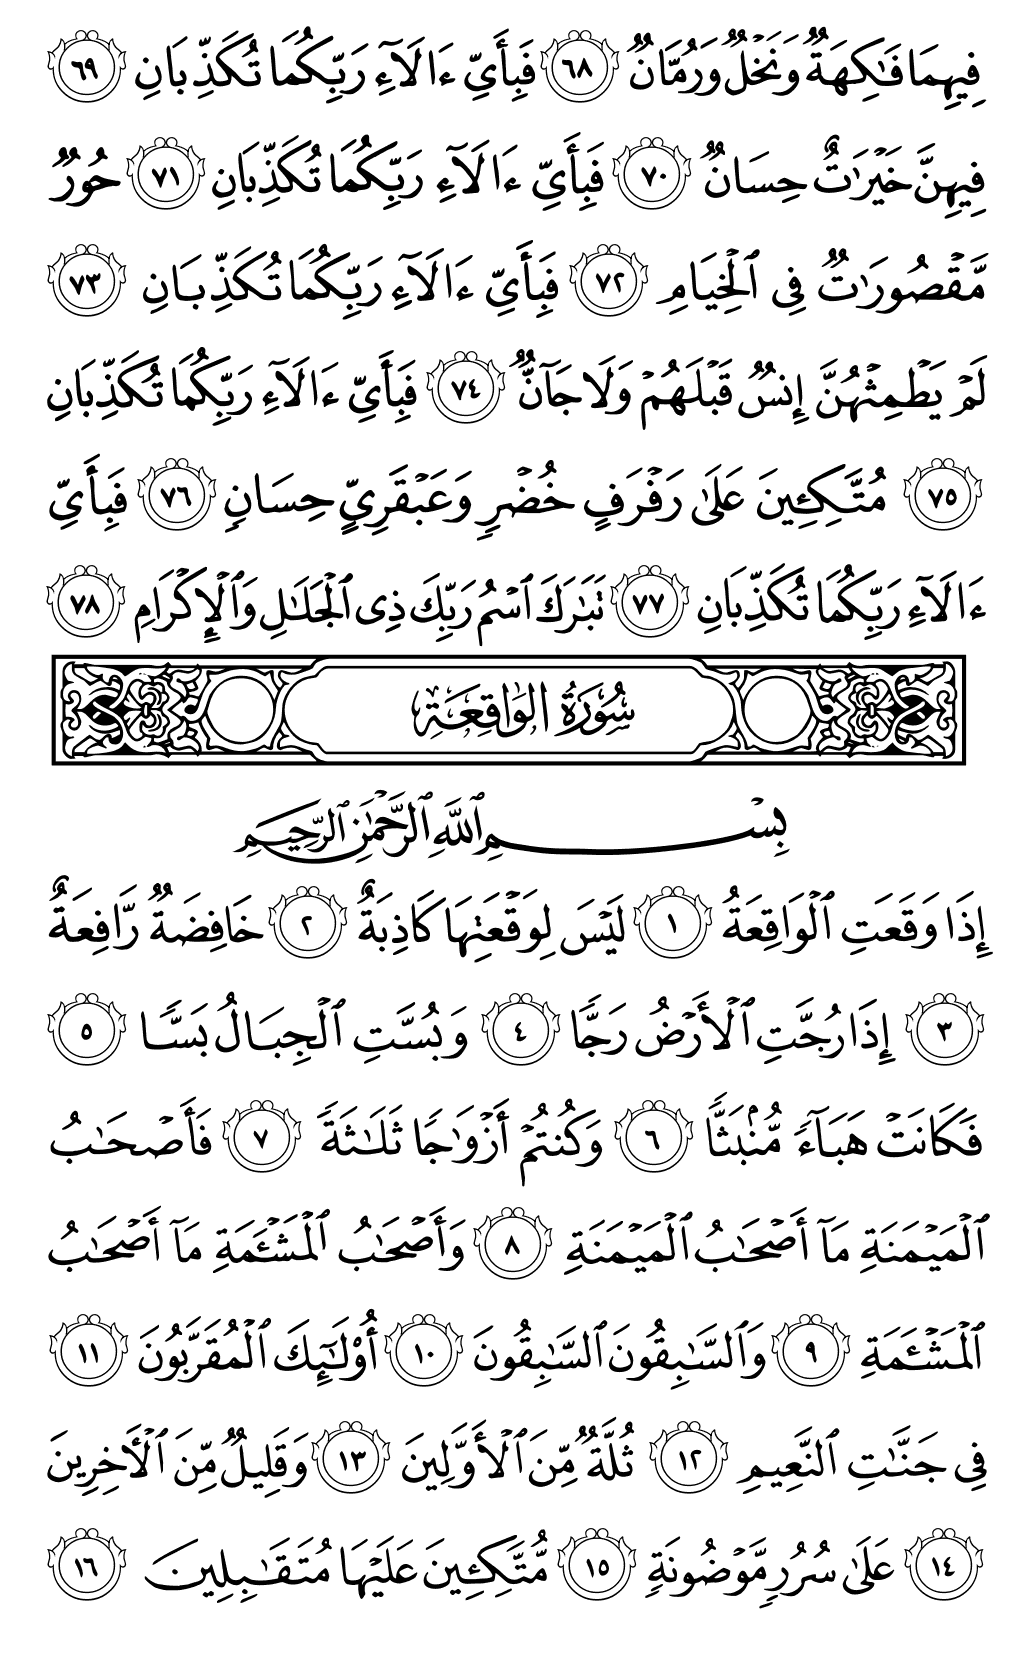 فِيهِمَا فَٰكِهَةٌ وَنَخْلٌ وَرُمَّانٌ ٦٨ فَبِأَيِّ ءَالَآءِ رَبِّكُمَا تُكَذِّبَانِ ٦٩
فِيهِنَّ خَيْرَٰتٌ حِسَانٌ ٧٠ فَبِأَيِّ ءَالَآءِ رَبِّكُمَا تُكَذِّبَانِ ٧١ حُورٌ
مَّقْصُورَٰتٌ فِى ٱلْخِيَامِ ٧٢ فَبِأَيِّ ءَالَآءِ رَبِّكُمَا تُكَذِّبَانِ ٧٣
لَمْ يَطْمِثْهُنَّ إِنسٌ قَبْلَهُمْ وَلَا جَآنٌّ ٧٤ فَبِأَيِّ ءَالَآءِ رَبِّكُمَا تُكَذِّبَانِ
٧٥ مُتَّكِـِٔينَ عَلَىٰ رَفْرَفٍ خُضْرٍ وَعَبْقَرِيٍّ حِسَانٍ ٧٦ فَبِأَيِّ
ءَالَآءِ رَبِّكُمَا تُكَذِّبَانِ ٧٧ تَبَٰرَكَ ٱسْمُ رَبِّكَ ذِى ٱلْجَلَٰلِ وَٱلْإِكْرَامِ ٧٨
سُورَةُ الوَاقِعَةِ
بِسْمِ ٱللَّهِ ٱلرَّحْمَٰنِ ٱلرَّحِيمِ
إِذَا وَقَعَتِ ٱلْوَاقِعَةُ ١ لَيْسَ لِوَقْعَتِهَا كَاذِبَةٌ ٢ خَافِضَةٌ رَّافِعَةٌ
٣ إِذَا رُجَّتِ ٱلْأَرْضُ رَجًّا ٤ وَبُسَّتِ ٱلْجِبَالُ بَسًّا ٥
فَكَانَتْ هَبَآءً مُّنۢبَثًّا ٦ وَكُنتُمْ أَزْوَٰجًا ثَلَٰثَةً ٧ فَأَصْحَٰبُ
ٱلْمَيْمَنَةِ مَآ أَصْحَٰبُ ٱلْمَيْمَنَةِ ٨ وَأَصْحَٰبُ ٱلْمَشْـَٔمَةِ مَآ أَصْحَٰبُ
ٱلْمَشْـَٔمَةِ ٩ وَٱلسَّٰبِقُونَ ٱلسَّٰبِقُونَ ١٠ أُو۟لَٰٓئِكَ ٱلْمُقَرَّبُونَ ١١
فِى جَنَّٰتِ ٱلنَّعِيمِ ١٢ ثُلَّةٌ مِّنَ ٱلْأَوَّلِينَ ١٣ وَقَلِيلٌ مِّنَ ٱلْأَخِرِينَ
١٤ عَلَىٰ سُرُرٍ مَّوْضُونَةٍ ١٥ مُّتَّكِـِٔينَ عَلَيْهَا مُتَقَٰبِلِينَ ١٦